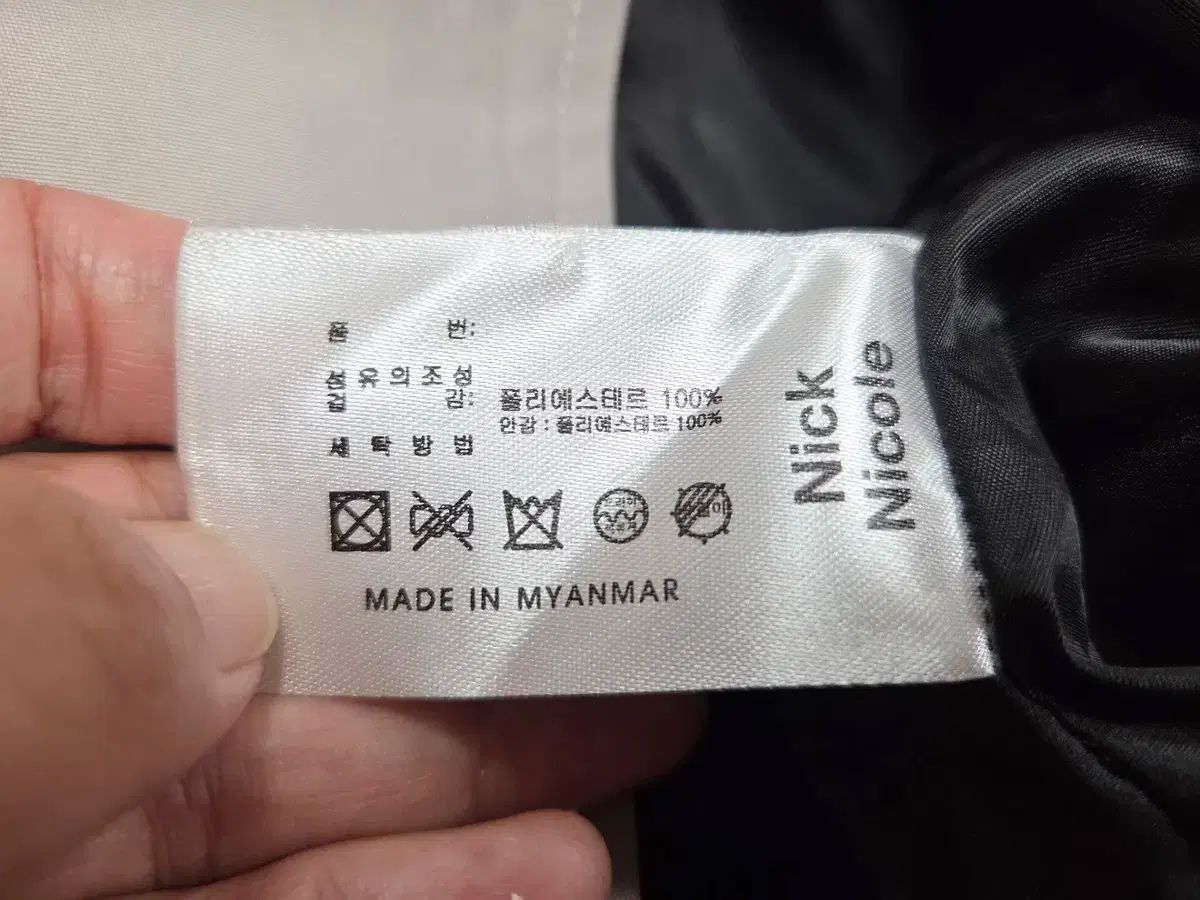 품 번:
섬유의조성
겉 감: 폴리에스테르 100%
안감 : 폴리에스테르 100%
세탁방법
MADE IN MYANMAR
Nick
Nicole